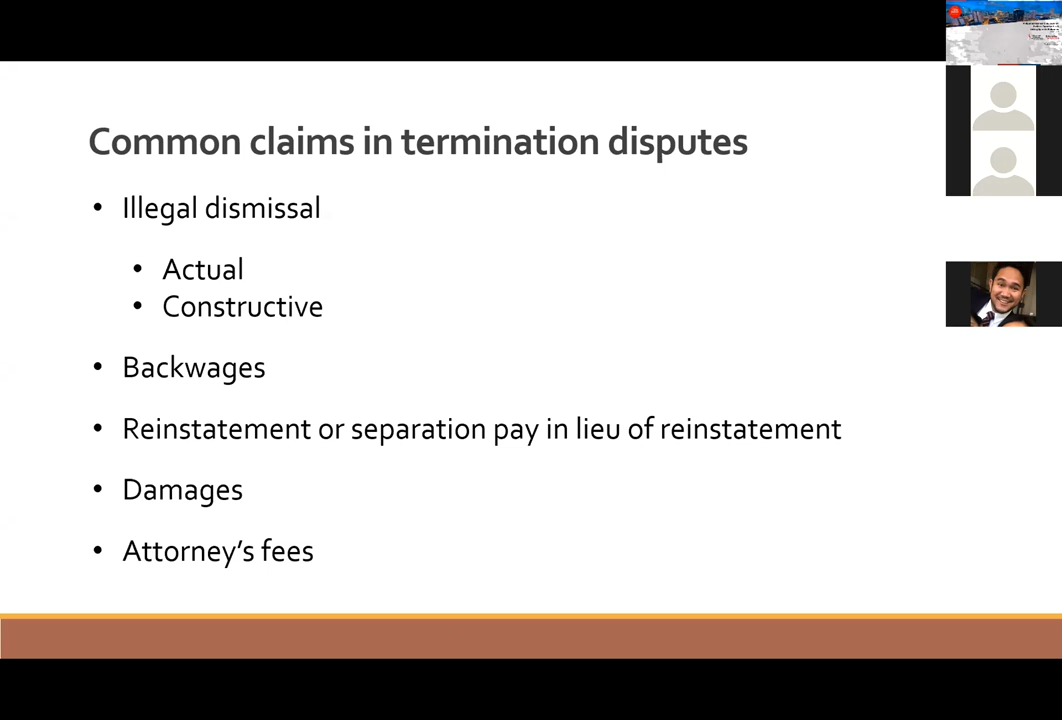 Common claims in termination disputes
• Illegal dismissal
• Actual
• Constructive
• Backwages
• Reinstatement or separation pay in lieu of reinstatement
• Damages
• Attorney’s fees